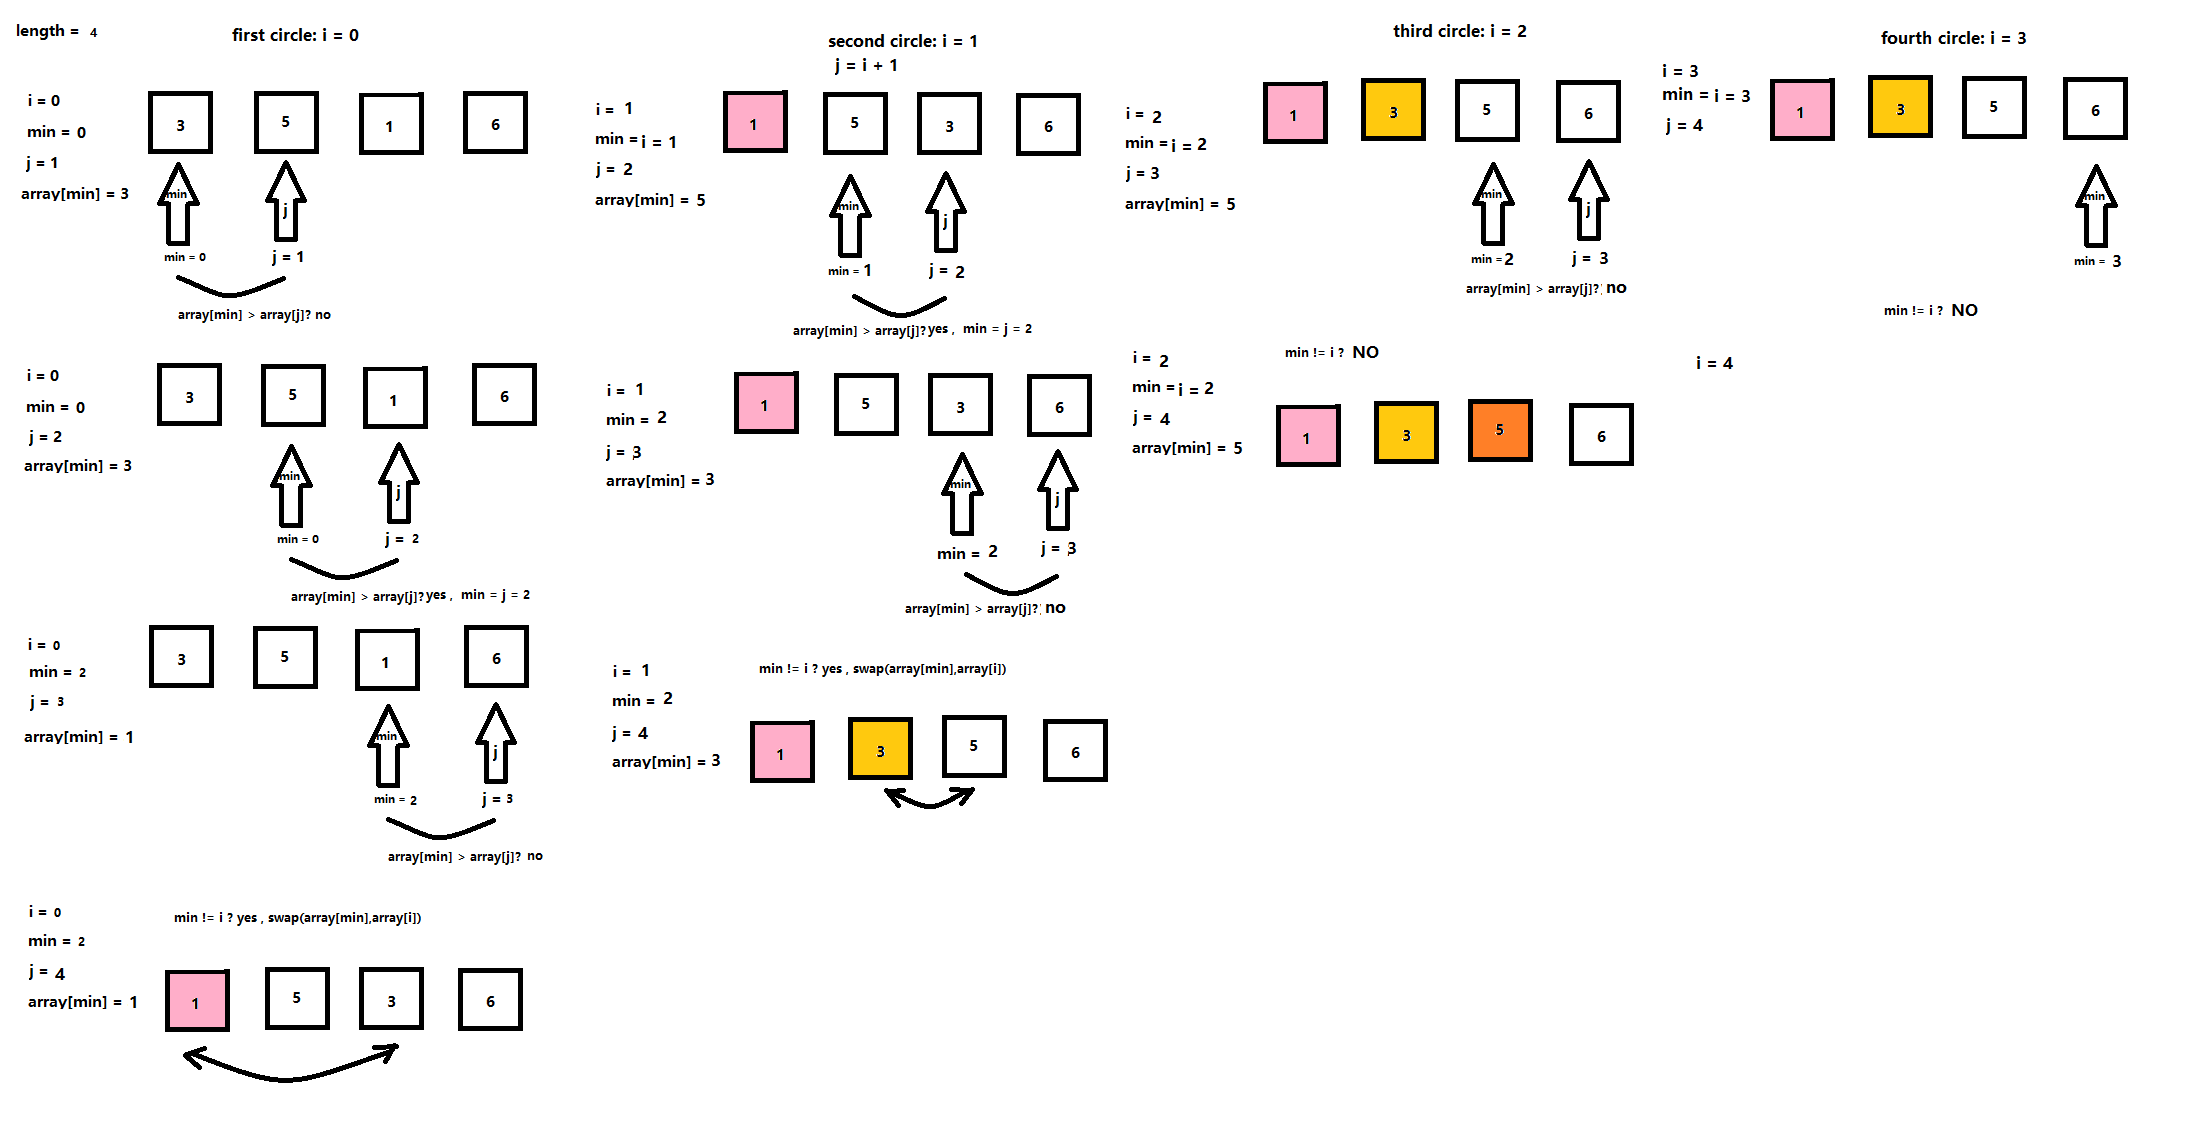 length = 4
first circle: i = 0
i = 0
min = 0
j = 1
array[min] = 3
3 5 1 6
min j
min = 0 j = 1
array[min] > array[j]? no
i = 0
min = 0
j = 2
array[min] = 3
3 5 1 6
min j
min = 0 j = 2
array[min] > array[j]? yes , min = j = 2
i = 0
min = 2
j = 3
array[min] = 1
3 5 1 6
min j
min = 2 j = 3
array[min] > array[j]? no
i = 0
min = 2
j = 4
array[min] = 1
min != i ? yes , swap(array[min],array[i])
1 5 3 6
second circle: i = 1
j = i + 1
i = 1
min = i = 1
j = 2
array[min] = 5
1 5 3 6
min j
min = 1 j = 2
array[min] > array[j]? yes , min = j = 2
i = 1
min = 2
j = 3
array[min] = 3
1 5 3 6
min j
min = 2 j = 3
array[min] > array[j]? no
i = 1
min = 2
j = 4
array[min] = 3
min != i ? yes , swap(array[min],array[i])
1 3 5 6
third circle: i = 2
i = 2
min = i = 2
j = 3
array[min] = 5
1 3 5 6
min j
min = 2 j = 3
array[min] > array[j]? no
i = 2
min = i = 2
j = 4
array[min] = 5
min != i ? NO
1 3 5 6
fourth circle: i = 3
i = 3
min = i = 3
j = 4
1 3 5 6
min
min = 3
min != i ? NO
i = 4